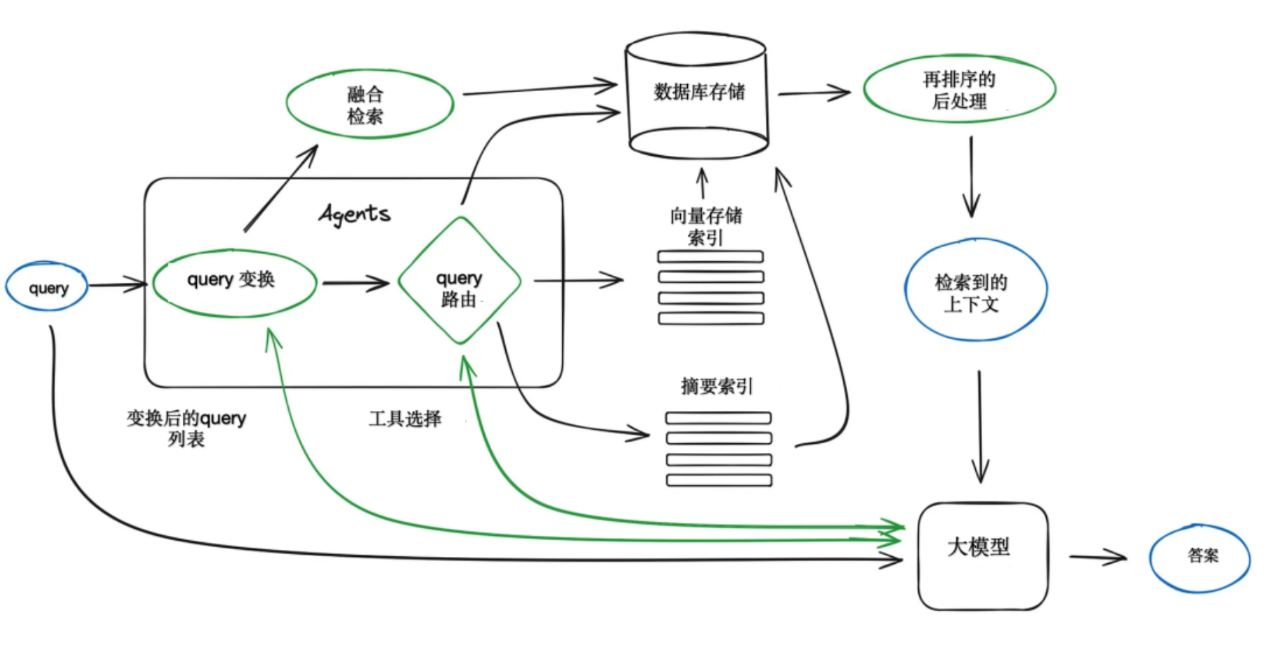 融合
检索
数据库存储
再排序的
后处理
Agents
query
query 变换
query
路由
向量存储
索引
检索到的
上下文
变换后的query
列表
工具选择
摘要索引
大模型
答案